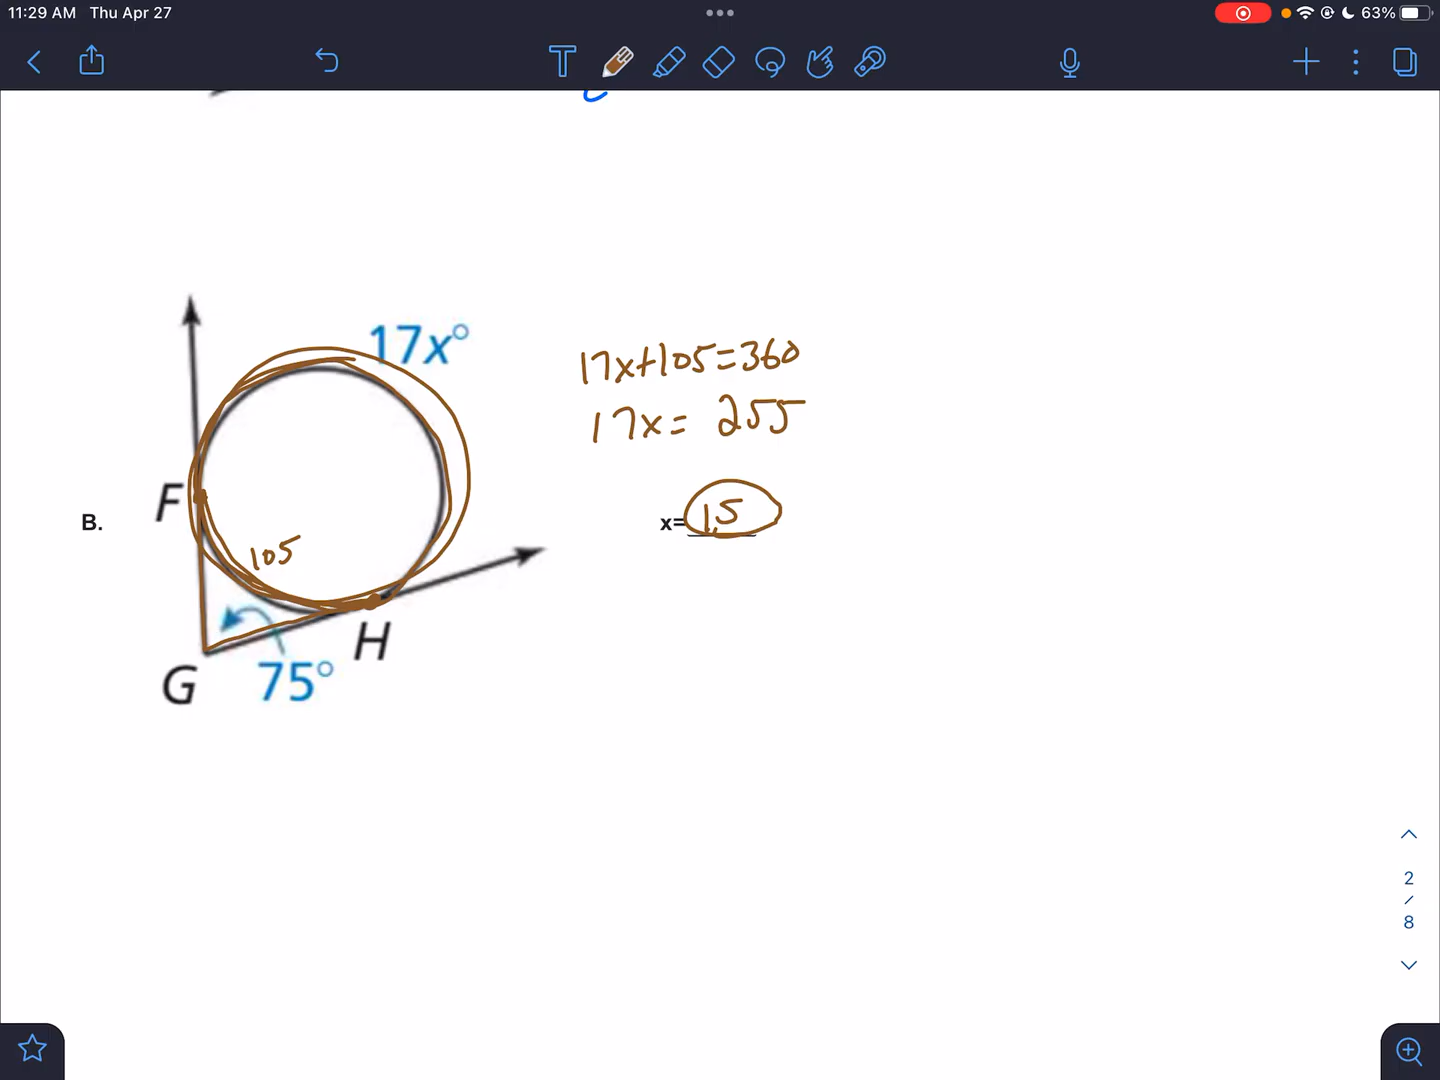 11:29 AM Thu Apr 27
63%
T
17x°
17x+105=360
17x= 255
F
B.
x=
15
105
H
G
75°
2
/
8